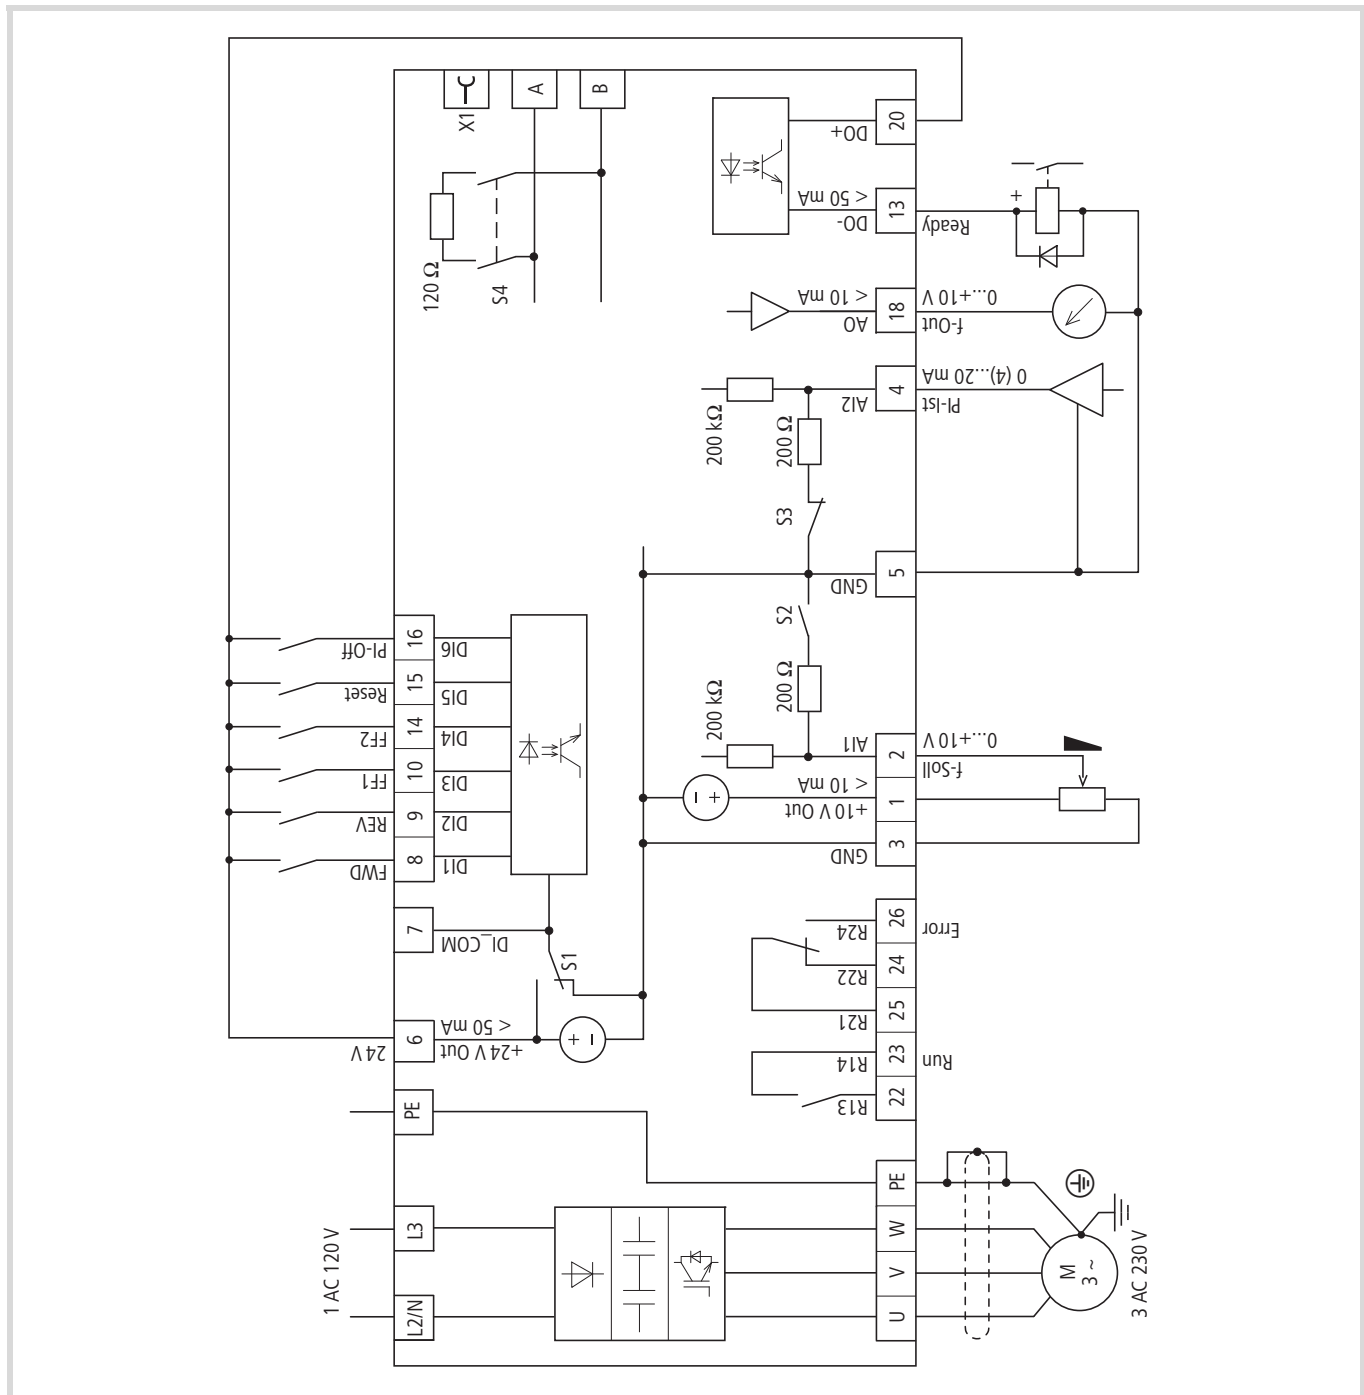 X1
A
B
120 Ω
S4
DO+
20
DO-
< 50 mA
13
Ready
+
AO
< 10 mA
18
f-Out
0...+10 V
AI2
4
PI-Ist
0 (4)...20 mA
200 kΩ
200 Ω
S3
GND
5
S2
200 Ω
200 kΩ
AI1
2
f-Soll
0...+10 V
+10 V Out
< 10 mA
1
GND
3
+
−
PI-Off
16
DI6
Reset
15
DI5
FF2
14
DI4
FF1
10
DI3
REV
9
DI2
FWD
8
DI1
7
DI_COM
S1
24 V
6
+24 V Out
< 50 mA
+
−
R24
26
Error
R22
24
R21
25
R14
23
Run
R13
22
PE
PE
L3
W
1 AC 120 V
V
L2/N
U
M
3 ~
3 AC 230 V